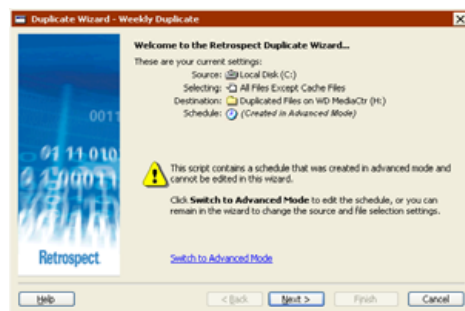 Duplicate Wizard - Weekly Duplicate
Welcome to the Retrospect Duplicate Wizard...
These are your current settings:
Source: Local Disk (C:)
Selecting: All Files Except Cache Files
Destination: Duplicated Files on WD MediaCtr (H:)
Schedule: (Created in Advanced Mode)
0011
01 11 010
This script contains a schedule that was created in advanced mode and
cannot be edited in this wizard.
Click Switch to Advanced Mode to edit the schedule, or you can
remain in the wizard to change the source and file selection settings.
Retrospect
Switch to Advanced Mode
Help
< Back
Next >
Finish
Cancel